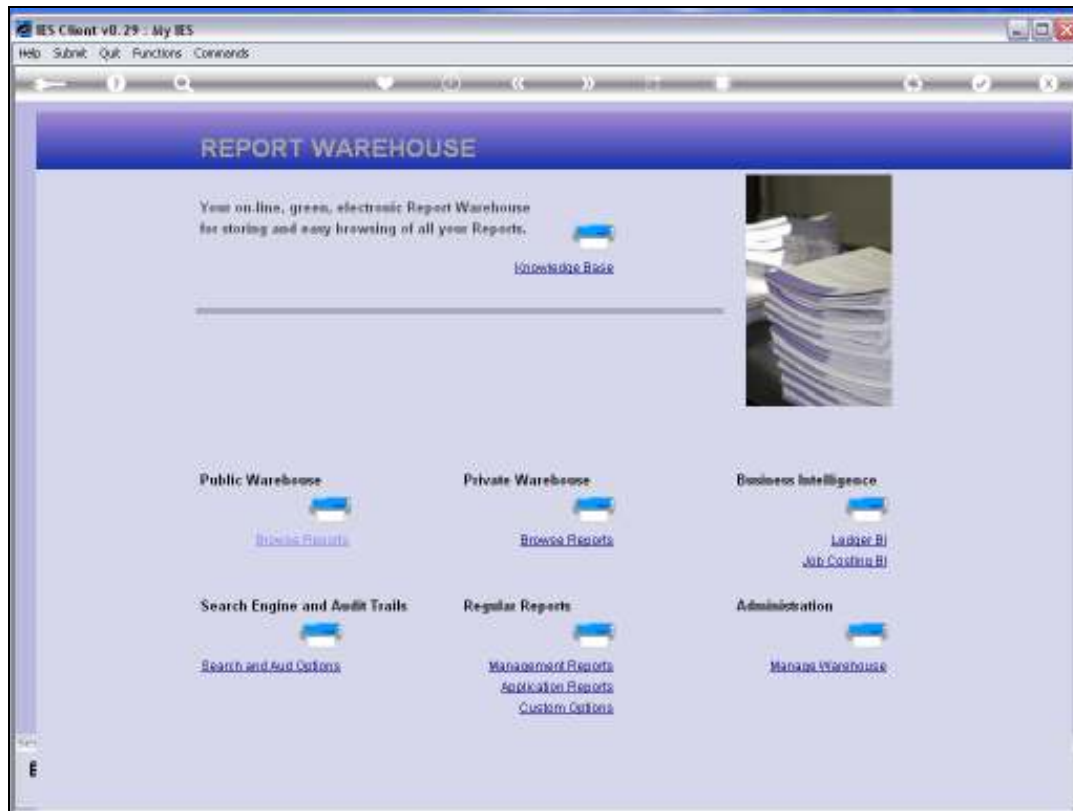 IES Client v0.29 : My IES
Help Submit Quit Functions Commands
REPORT WAREHOUSE
Your on-line, green, electronic Report Warehouse
for storing and easy browsing of all your Reports.
Knowledge Base
Public Warehouse
Private Warehouse
Business Intelligence
Browse Reports
Browse Reports
Ledger BI
Job Costing BI
Search Engine and Audit Trails
Regular Reports
Administration
Search and Aud Options
Management Reports
Manage Warehouse
Application Reports
Custom Options